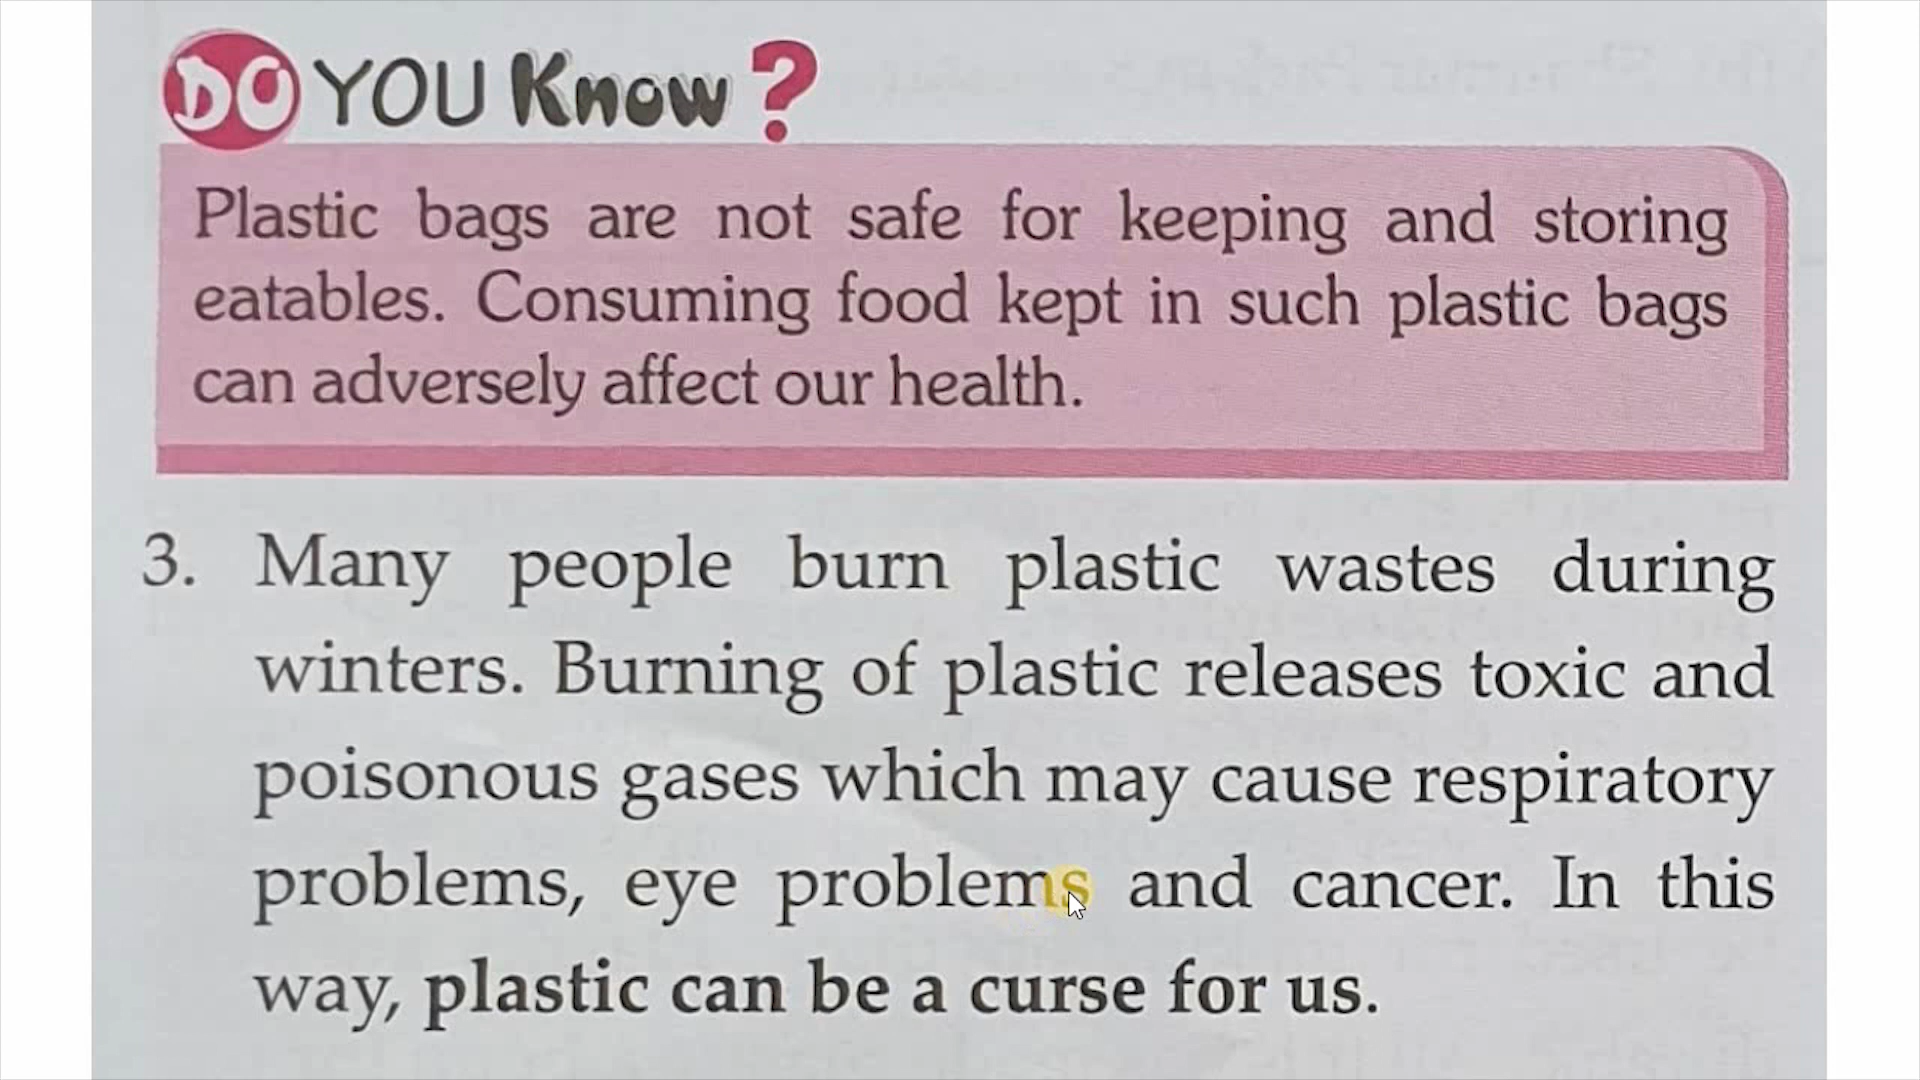 DO YOU Know?
Plastic bags are not safe for keeping and storing
eatables. Consuming food kept in such plastic bags
can adversely affect our health.
3. Many people burn plastic wastes during
winters. Burning of plastic releases toxic and
poisonous gases which may cause respiratory
problems, eye problems and cancer. In this
way, plastic can be a curse for us.